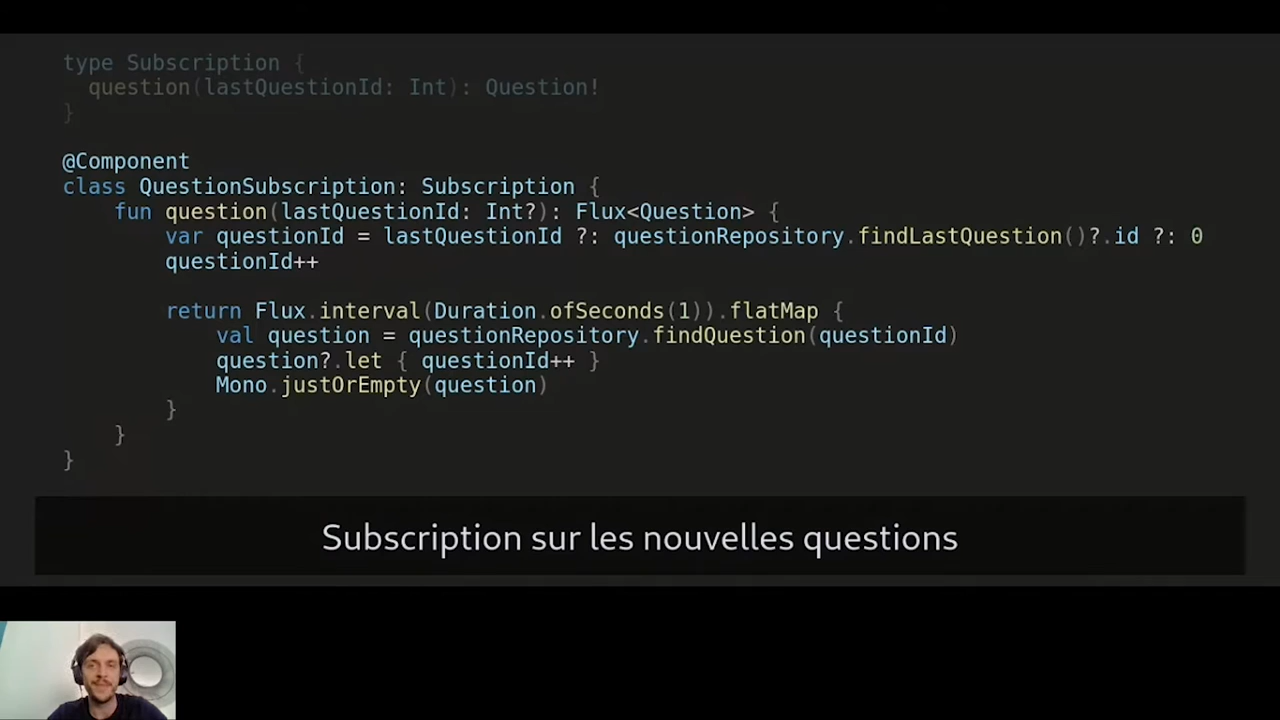 type Subscription {
  question(lastQuestionId: Int): Question!
}
@Component
class QuestionSubscription: Subscription {
    fun question(lastQuestionId: Int?): Flux<Question> {
        var questionId = lastQuestionId ?: questionRepository.findLastQuestion()?.id ?: 0
        questionId++
        return Flux.interval(Duration.ofSeconds(1)).flatMap {
            val question = questionRepository.findQuestion(questionId)
            question?.let { questionId++ }
            Mono.justOrEmpty(question)
        }
    }
}
Subscription sur les nouvelles questions